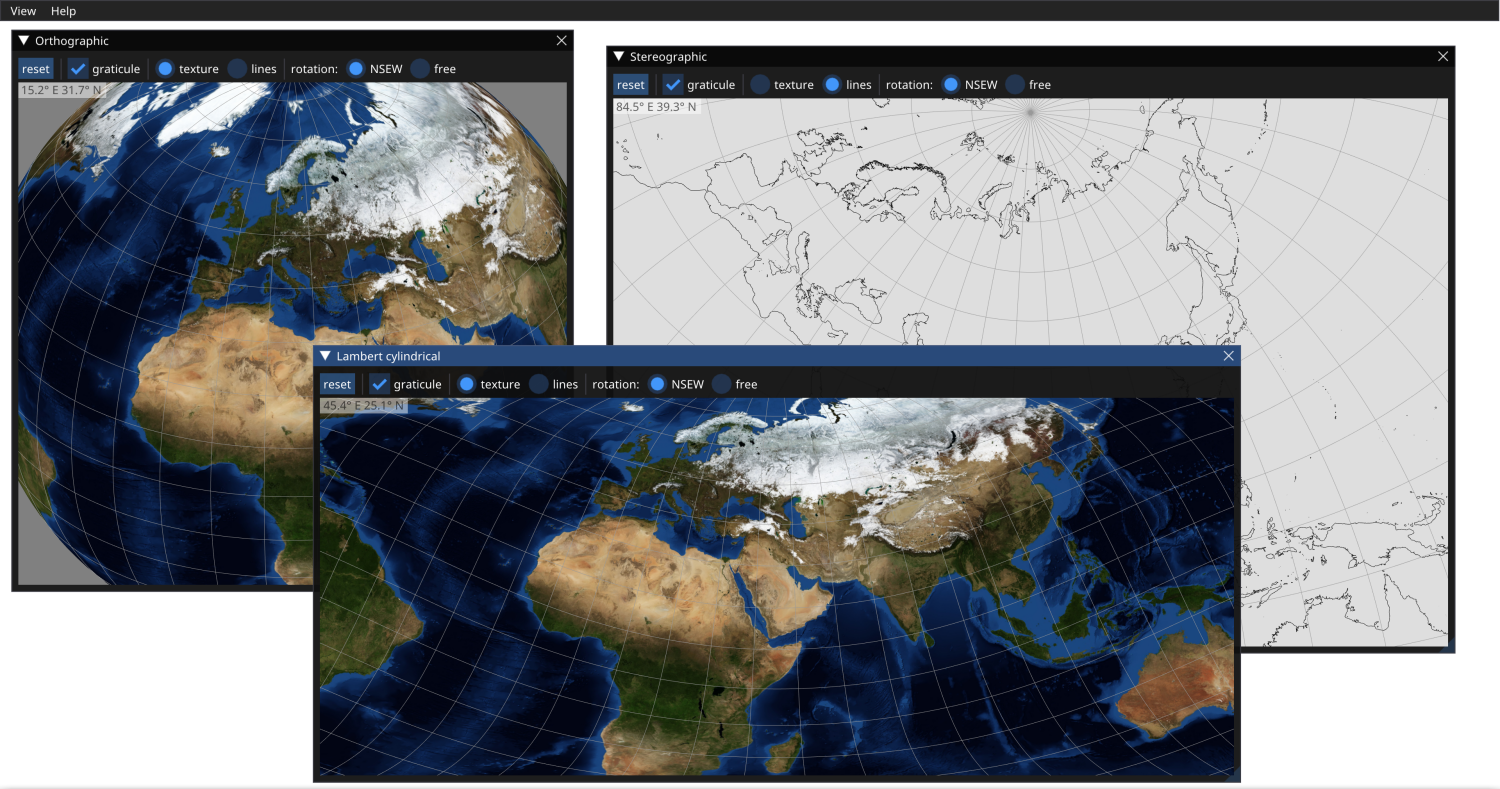 View Help
Orthographic
reset graticule texture lines rotation: NSEW free
15.2° E 31.7° N
Stereographic
reset graticule texture lines rotation: NSEW free
84.5° E 39.3° N
Lambert cylindrical
reset graticule texture lines rotation: NSEW free
45.4° E 25.1° N